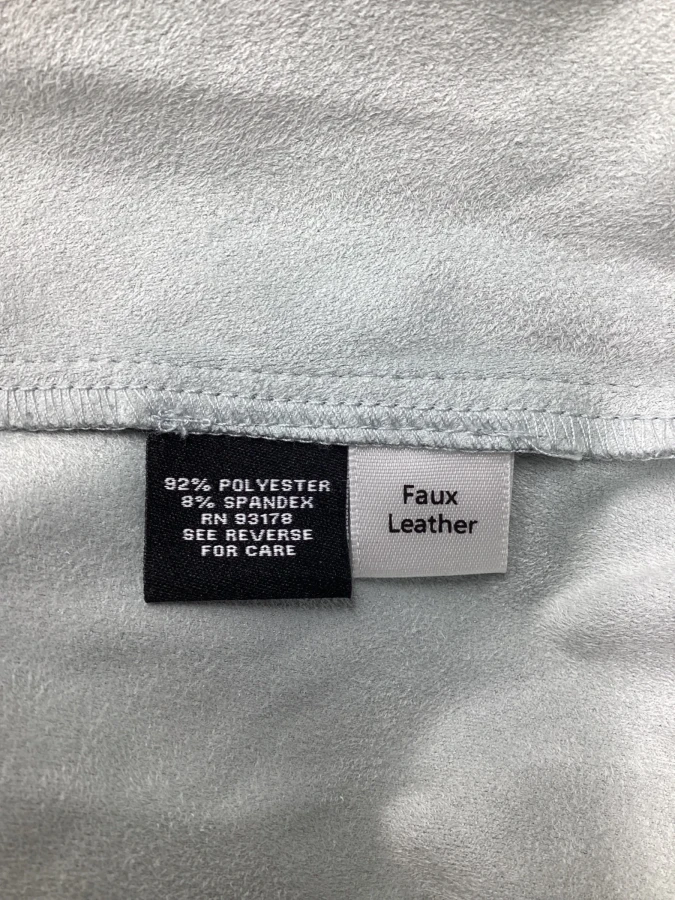 92% POLYESTER
8% SPANDEX
RN 93178
SEE REVERSE
FOR CARE
Faux
Leather